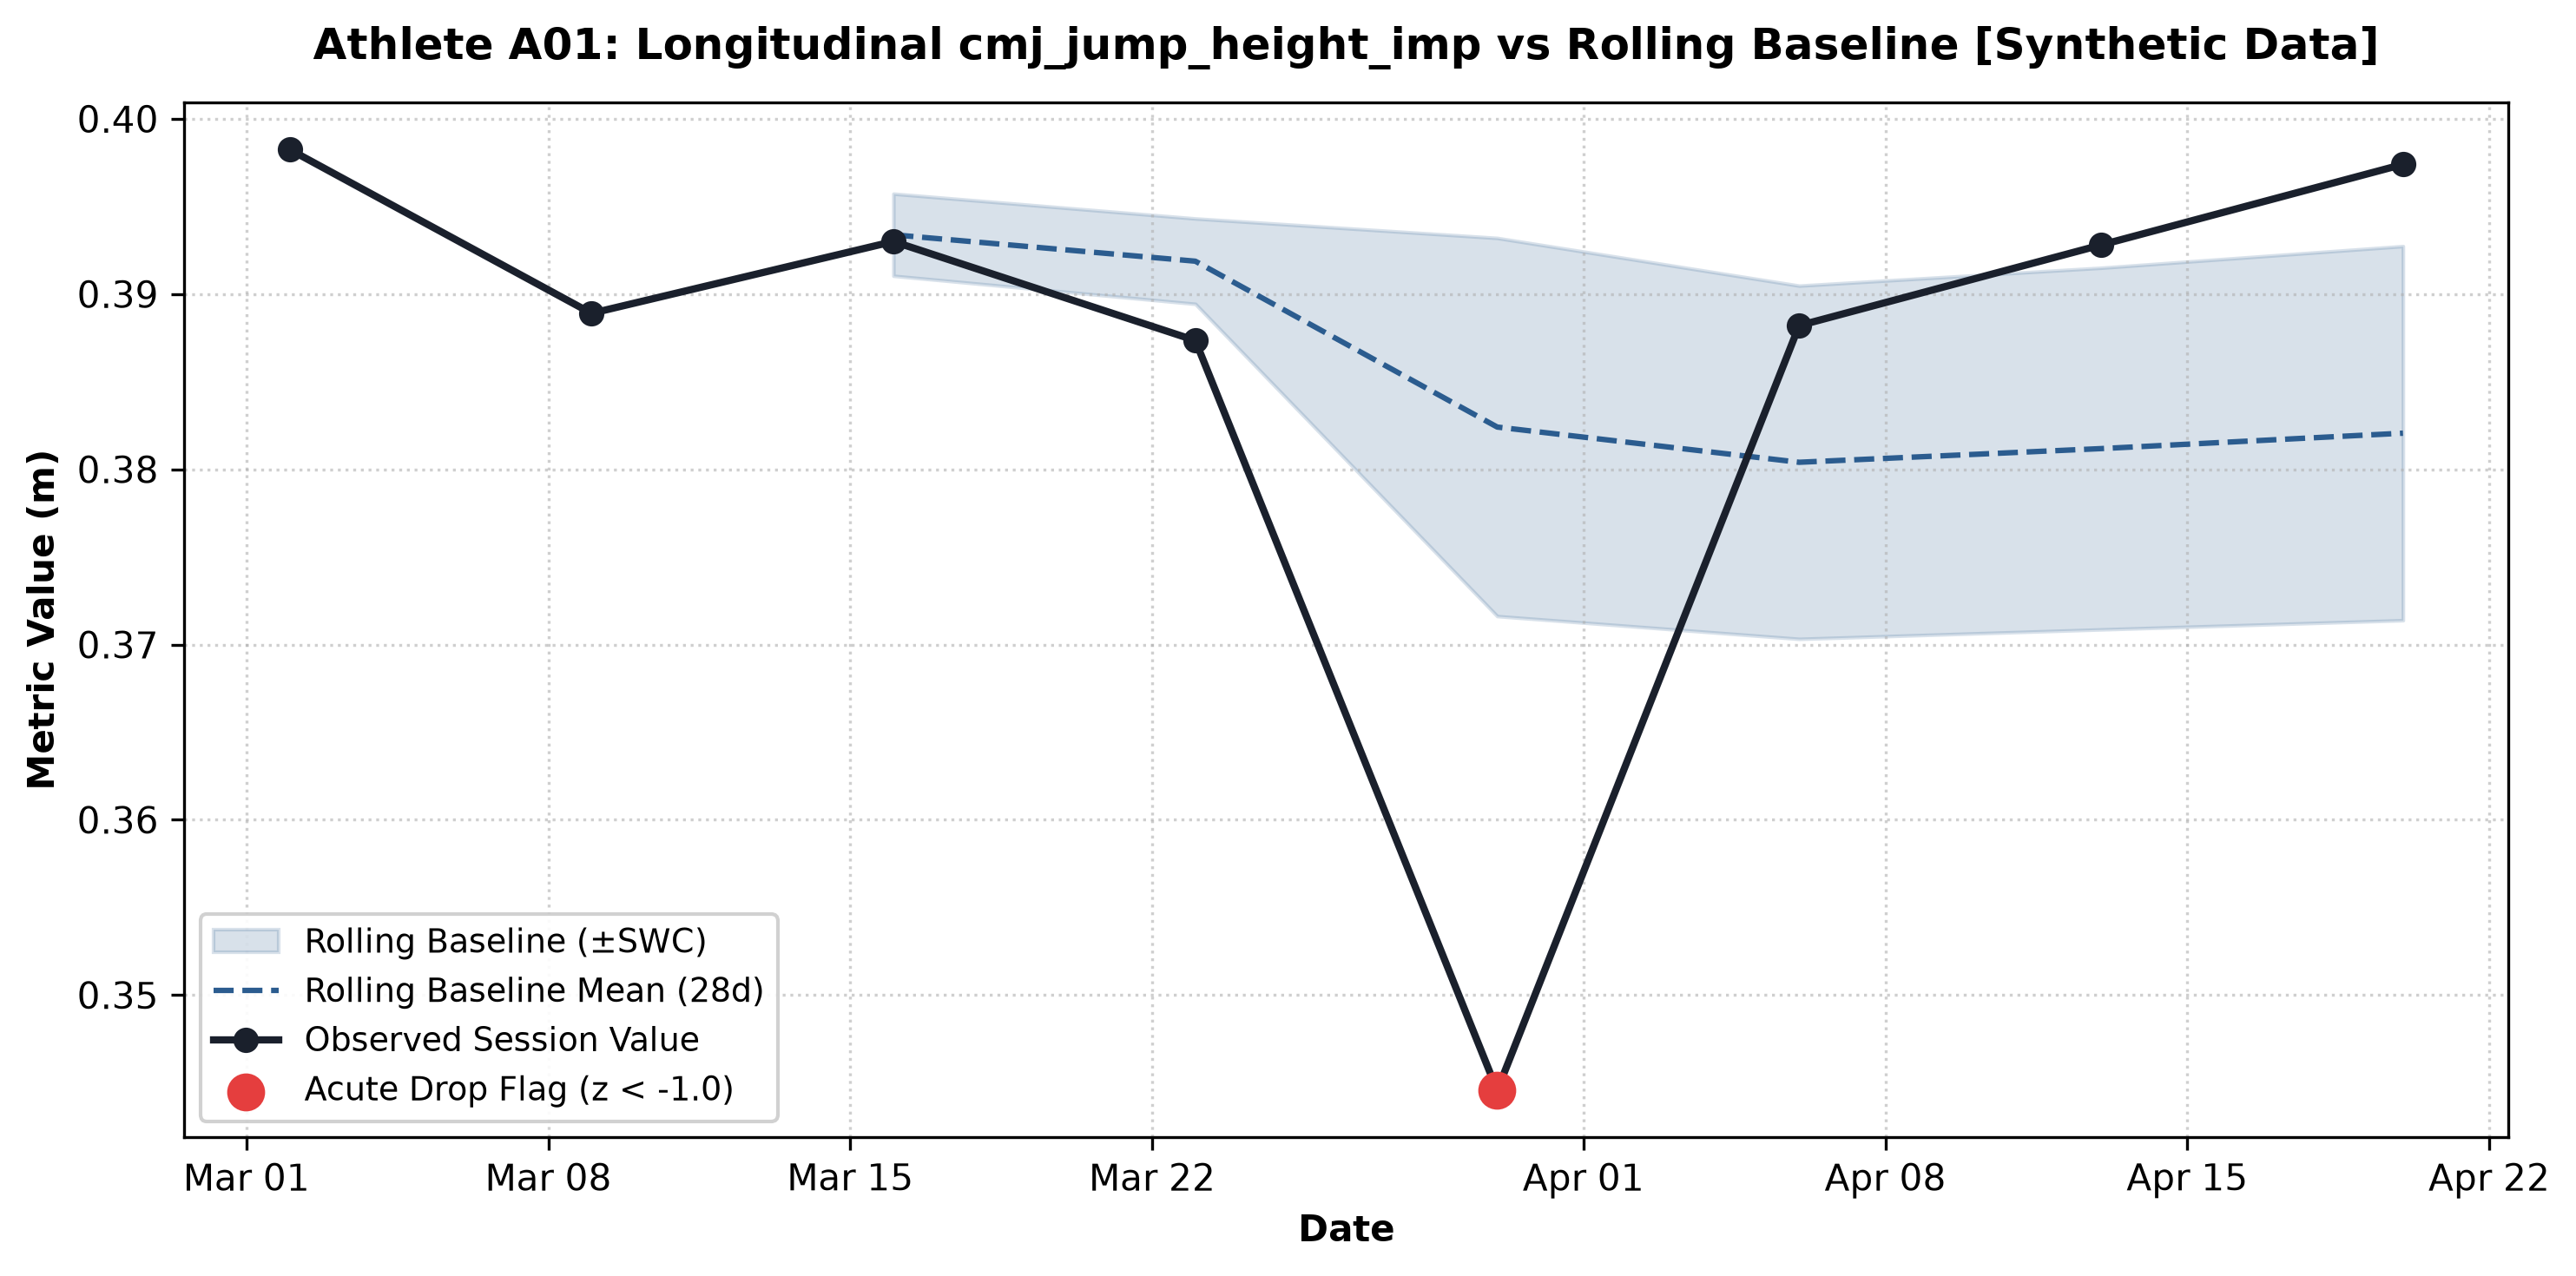 Athlete A01: Longitudinal cmj_jump_height_imp vs Rolling Baseline [Synthetic Data]
Metric Value (m)
0.40
0.39
0.38
0.37
0.36
0.35
Rolling Baseline (±SWC)
Rolling Baseline Mean (28d)
Observed Session Value
Acute Drop Flag (z < -1.0)
Mar 01 Mar 08 Mar 15 Mar 22 Apr 01 Apr 08 Apr 15 Apr 22
Date